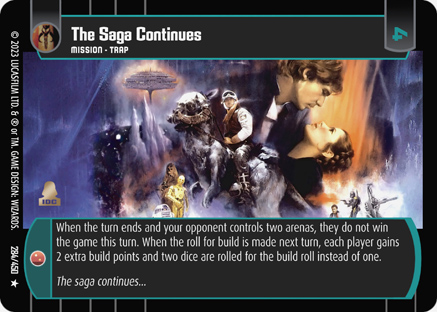 The Saga Continues
MISSION - TRAP
4
IDC
When the turn ends and your opponent controls two arenas, they do not win
the game this turn. When the roll for build is made next turn, each player gains
2 extra build points and two dice are rolled for the build roll instead of one.
The saga continues...
© 2023 LUCASFILM LTD. & ® or TM. GAME DESIGN: WIZARDS.